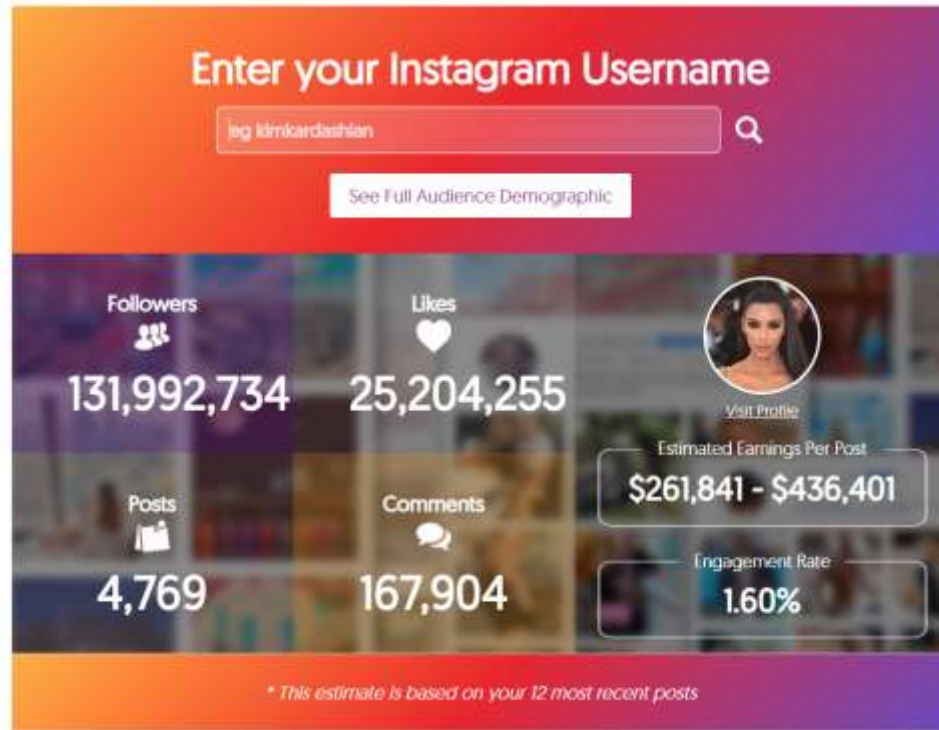 Enter your Instagram Username
eg kimkardashian
See Full Audience Demographic
Followers
131,992,734
Likes
25,204,255
Posts
4,769
Comments
167,904
Visit Profile
Estimated Earnings Per Post
$261,841 - $436,401
Engagement Rate
1.60%
* This estimate is based on your 12 most recent posts